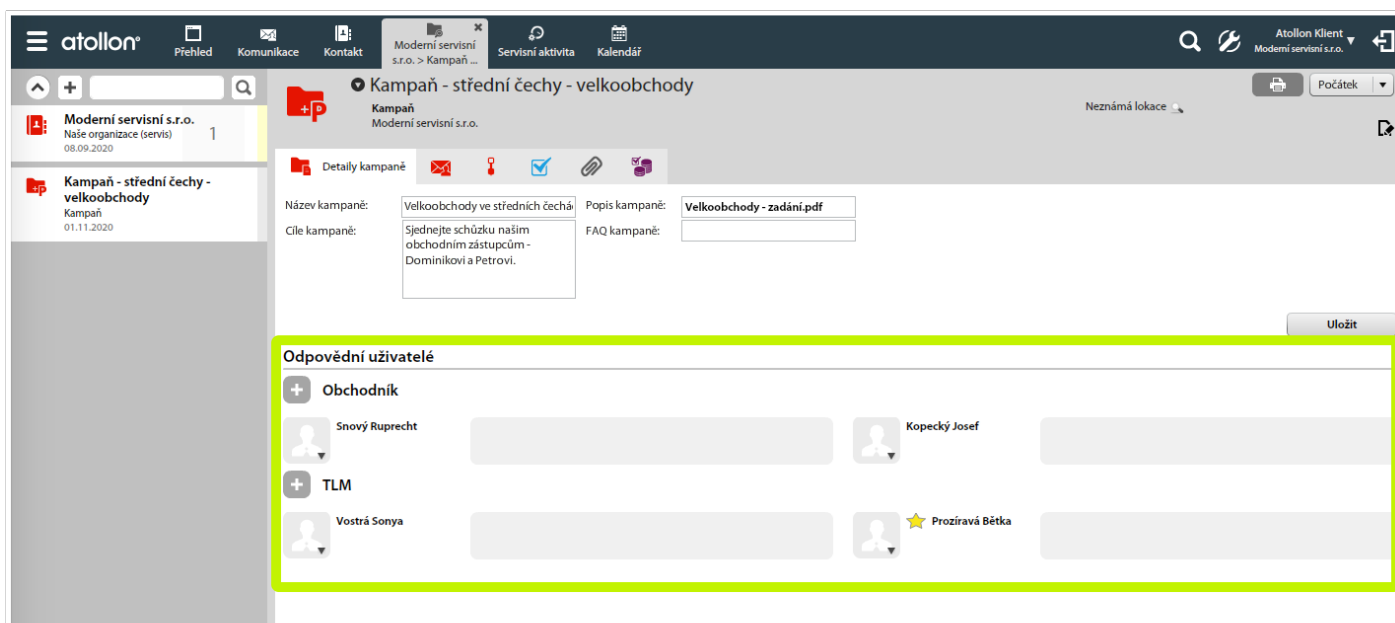 atollon
Přehled
Komunikace
Kontakt
Moderní servisní
s.r.o. > Kampaň ...
Servisní aktivita
Kalendář
Atollon Klient
Moderní servisní s.r.o.
Moderní servisní s.r.o.
Naše organizace (servis)
1
08.09.2020
Kampaň - střední čechy -
velkoobchody
Kampaň
01.11.2020
Kampaň - střední čechy - velkoobchody
Kampaň
Moderní servisní s.r.o.
Neznámá lokace
Počátek
Detaily kampaně
Název kampaně:
Velkoobchody ve středních čechá
Popis kampaně:
Velkoobchody - zadání.pdf
Cíle kampaně:
Sjednejte schůzku našim
obchodním zástupcům -
Dominikovi a Petrovi.
FAQ kampaně:
Uložit
Odpovědní uživatelé
Obchodník
Snový Ruprecht
Kopecký Josef
TLM
Vostrá Sonya
Prozíravá Bětka